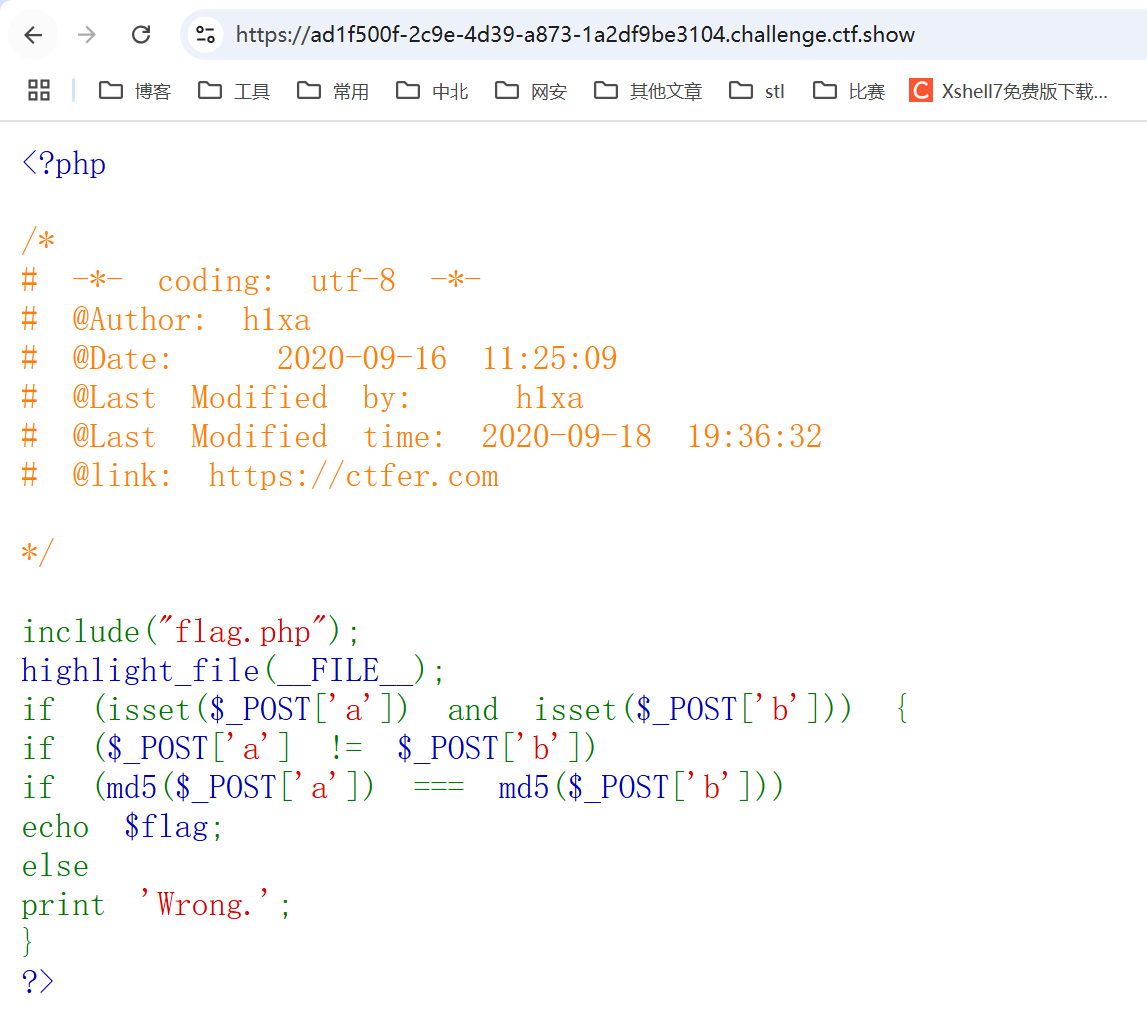 https://ad1f500f-2c9e-4d39-a873-1a2df9be3104.challenge.ctf.show
博客 工具 常用 中北 网安 其他文章 stl 比赛 C Xshell7免费版下载...
<?php
/*
# -*- coding: utf-8 -*-
# @Author: h1xa
# @Date:   2020-09-16 11:25:09
# @Last Modified by:   h1xa
# @Last Modified time: 2020-09-18 19:36:32
# @link: https://ctfer.com
*/
include("flag.php");
highlight_file(__FILE__);
if (isset($_POST['a']) and isset($_POST['b'])) {
if ($_POST['a'] != $_POST['b'])
if (md5($_POST['a']) === md5($_POST['b']))
echo $flag;
else
print 'Wrong.';
}
?>